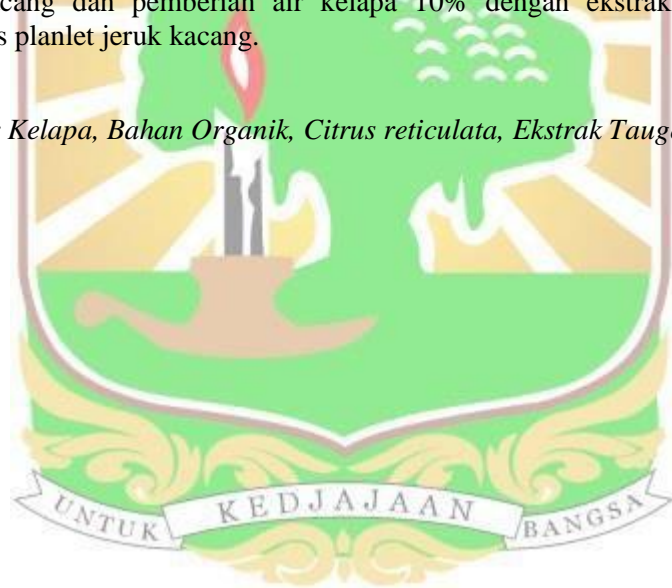 cang dan pemberian air kelapa 10% dengan ekstrak
s planlet jeruk kacang.
Kelapa, Bahan Organik, Citrus reticulata, Ekstrak Taug
UNTUK KEDJAJAAN BANGSA